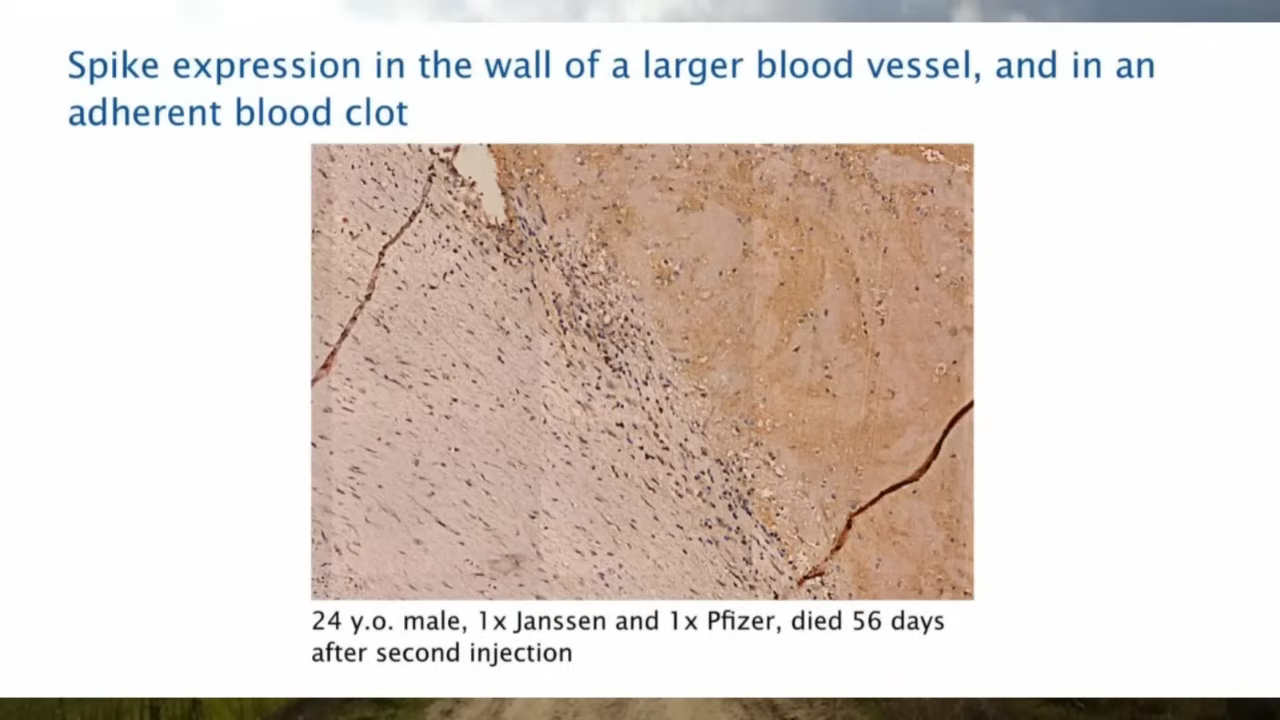 Spike expression in the wall of a larger blood vessel, and in an
adherent blood clot
24 y.o. male, 1x Janssen and 1x Pfizer, died 56 days
after second injection